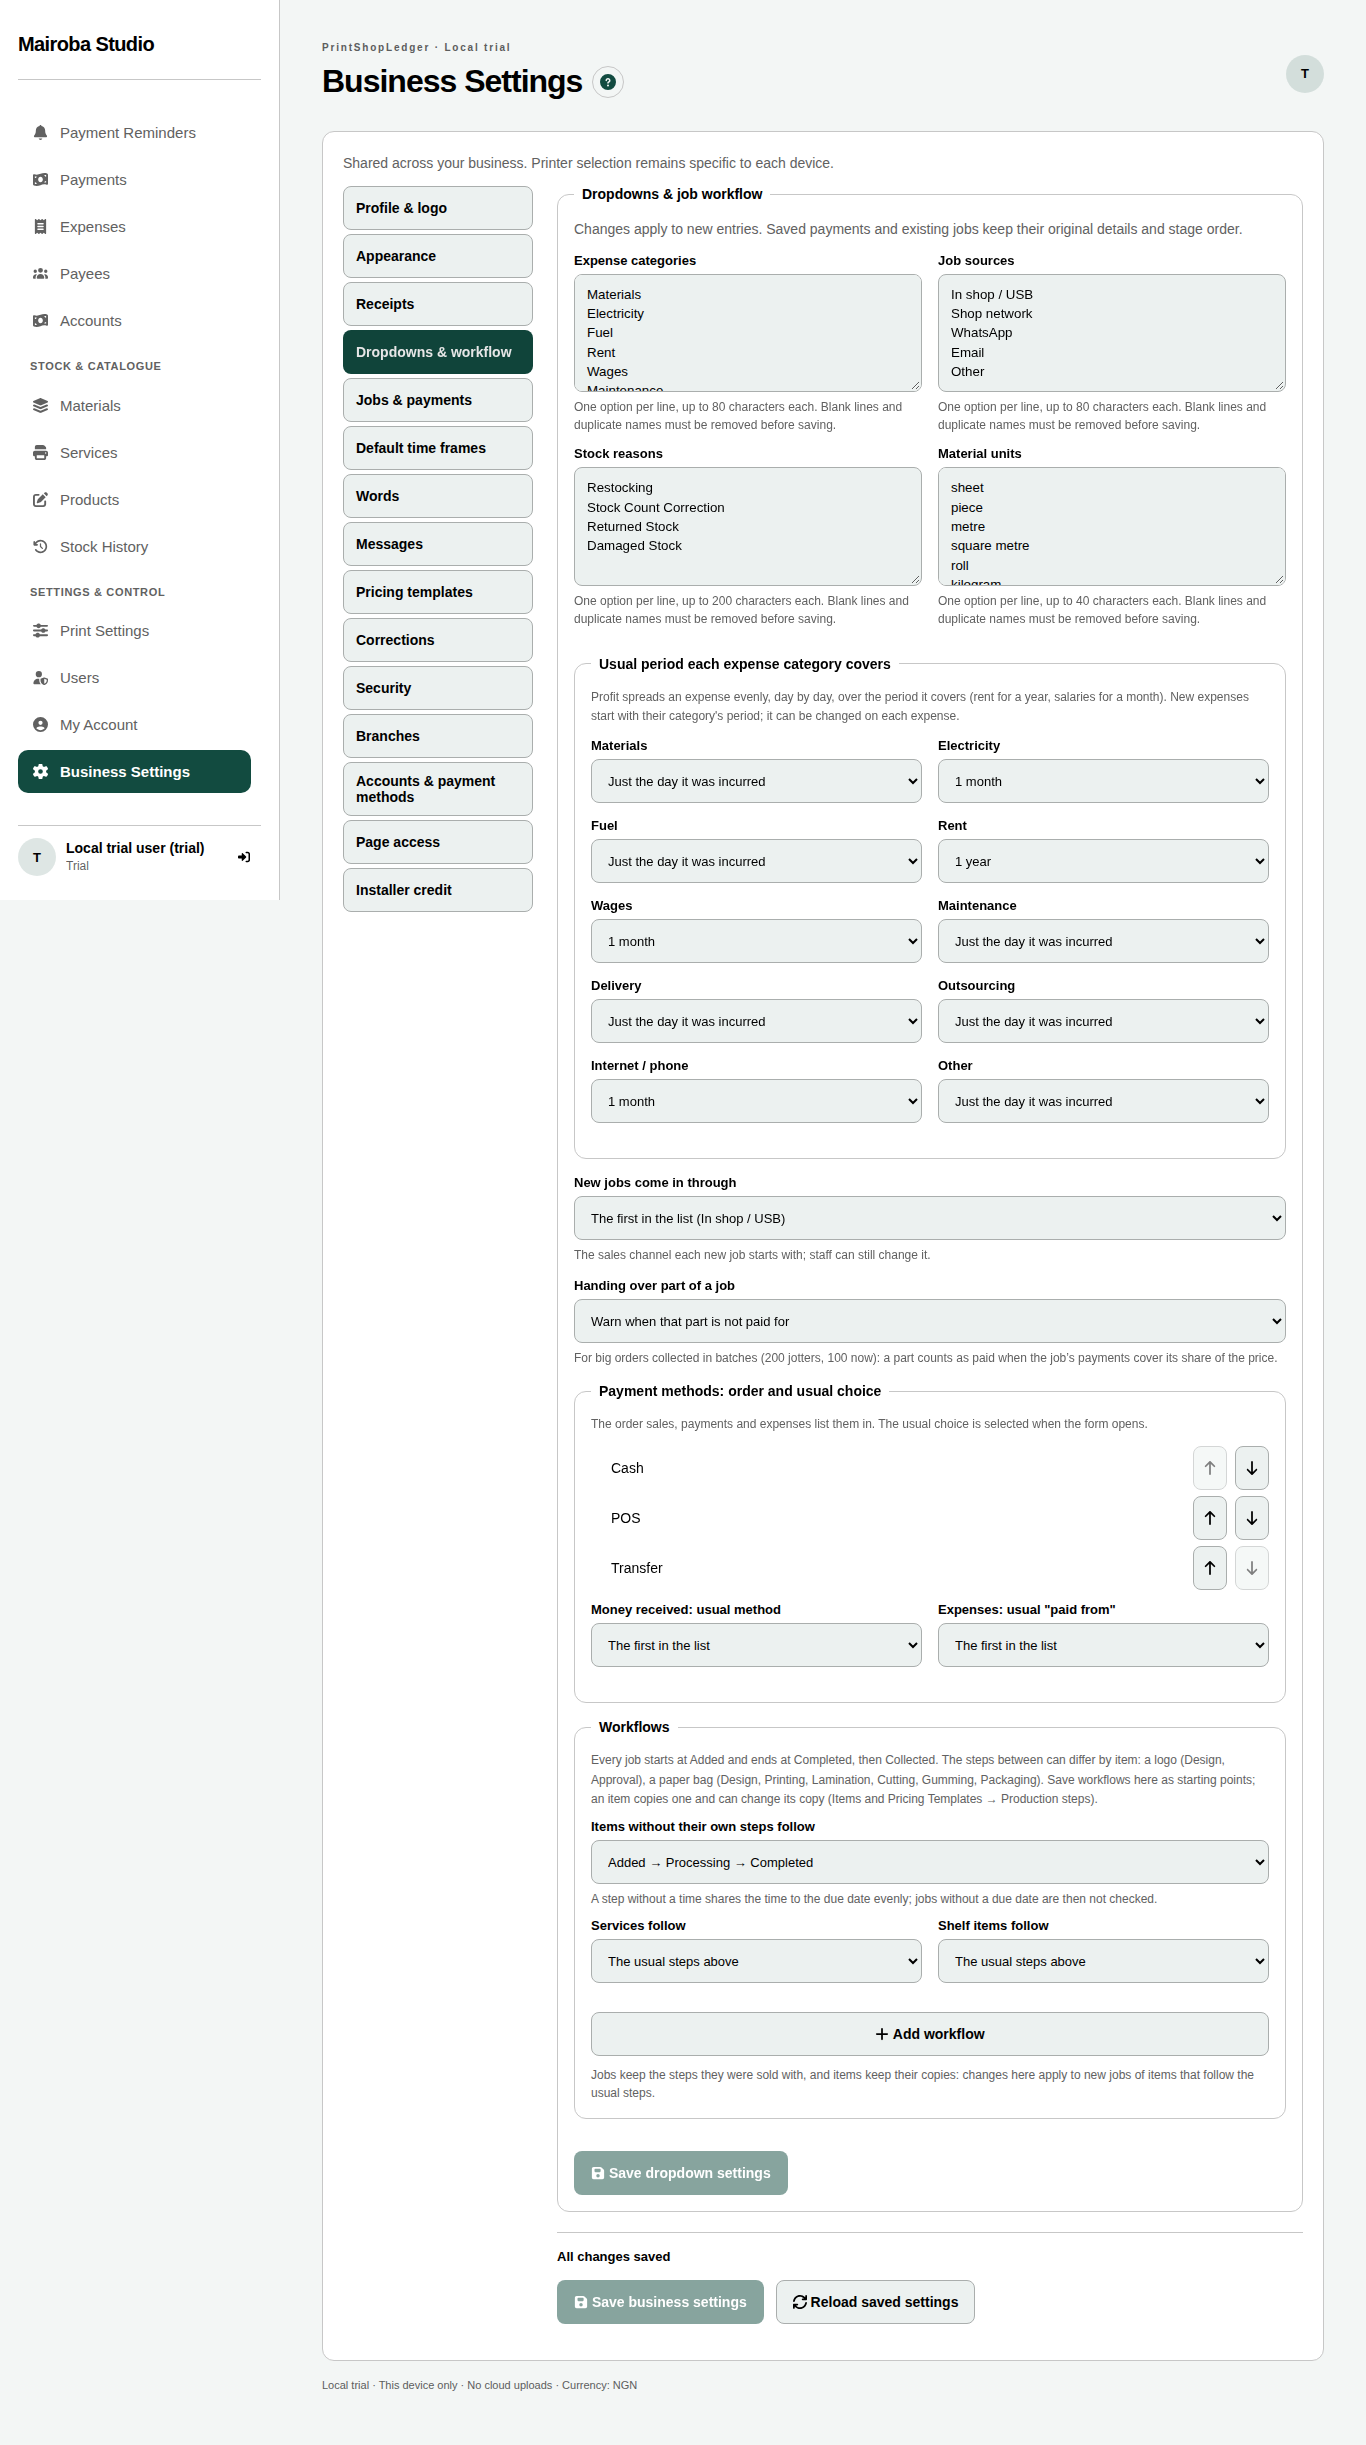 Mairoba Studio
Payment Reminders
Payments
Expenses
Payees
Accounts
STOCK & CATALOGUE
Materials
Services
Products
Stock History
SETTINGS & CONTROL
Print Settings
Users
My Account
Business Settings
T
Local trial user (trial)
Trial
PrintShopLedger · Local trial
Business Settings
?
T
Shared across your business. Printer selection remains specific to each device.
Profile & logo
Appearance
Receipts
Dropdowns & workflow
Jobs & payments
Default time frames
Words
Messages
Pricing templates
Corrections
Security
Branches
Accounts & payment
methods
Page access
Installer credit
Dropdowns & job workflow
Changes apply to new entries. Saved payments and existing jobs keep their original details and stage order.
Expense categories
Materials
Electricity
Fuel
Rent
Wages
Maintenance
One option per line, up to 80 characters each. Blank lines and
duplicate names must be removed before saving.
Job sources
In shop / USB
Shop network
WhatsApp
Email
Other
One option per line, up to 80 characters each. Blank lines and
duplicate names must be removed before saving.
Stock reasons
Restocking
Stock Count Correction
Returned Stock
Damaged Stock
One option per line, up to 200 characters each. Blank lines and
duplicate names must be removed before saving.
Material units
sheet
piece
metre
square metre
roll
kilogram
One option per line, up to 40 characters each. Blank lines and
duplicate names must be removed before saving.
Usual period each expense category covers
Profit spreads an expense evenly, day by day, over the period it covers (rent for a year, salaries for a month). New expenses
start with their category's period; it can be changed on each expense.
Materials
Just the day it was incurred
Electricity
1 month
Fuel
Just the day it was incurred
Rent
1 year
Wages
1 month
Maintenance
Just the day it was incurred
Delivery
Just the day it was incurred
Outsourcing
Just the day it was incurred
Internet / phone
1 month
Other
Just the day it was incurred
New jobs come in through
The first in the list (In shop / USB)
The sales channel each new job starts with; staff can still change it.
Handing over part of a job
Warn when that part is not paid for
For big orders collected in batches (200 jotters, 100 now): a part counts as paid when the job's payments cover its share of the price.
Payment methods: order and usual choice
The order sales, payments and expenses list them in. The usual choice is selected when the form opens.
Cash
POS
Transfer
Money received: usual method
The first in the list
Expenses: usual "paid from"
The first in the list
Workflows
Every job starts at Added and ends at Completed, then Collected. The steps between can differ by item: a logo (Design,
Approval), a paper bag (Design, Printing, Lamination, Cutting, Gumming, Packaging). Save workflows here as starting points;
an item copies one and can change its copy (Items and Pricing Templates → Production steps).
Items without their own steps follow
Added → Processing → Completed
A step without a time shares the time to the due date evenly; jobs without a due date are then not checked.
Services follow
The usual steps above
Shelf items follow
The usual steps above
Add workflow
Jobs keep the steps they were sold with, and items keep their copies: changes here apply to new jobs of items that follow the
usual steps.
Save dropdown settings
All changes saved
Save business settings
Reload saved settings
Local trial · This device only · No cloud uploads · Currency: NGN